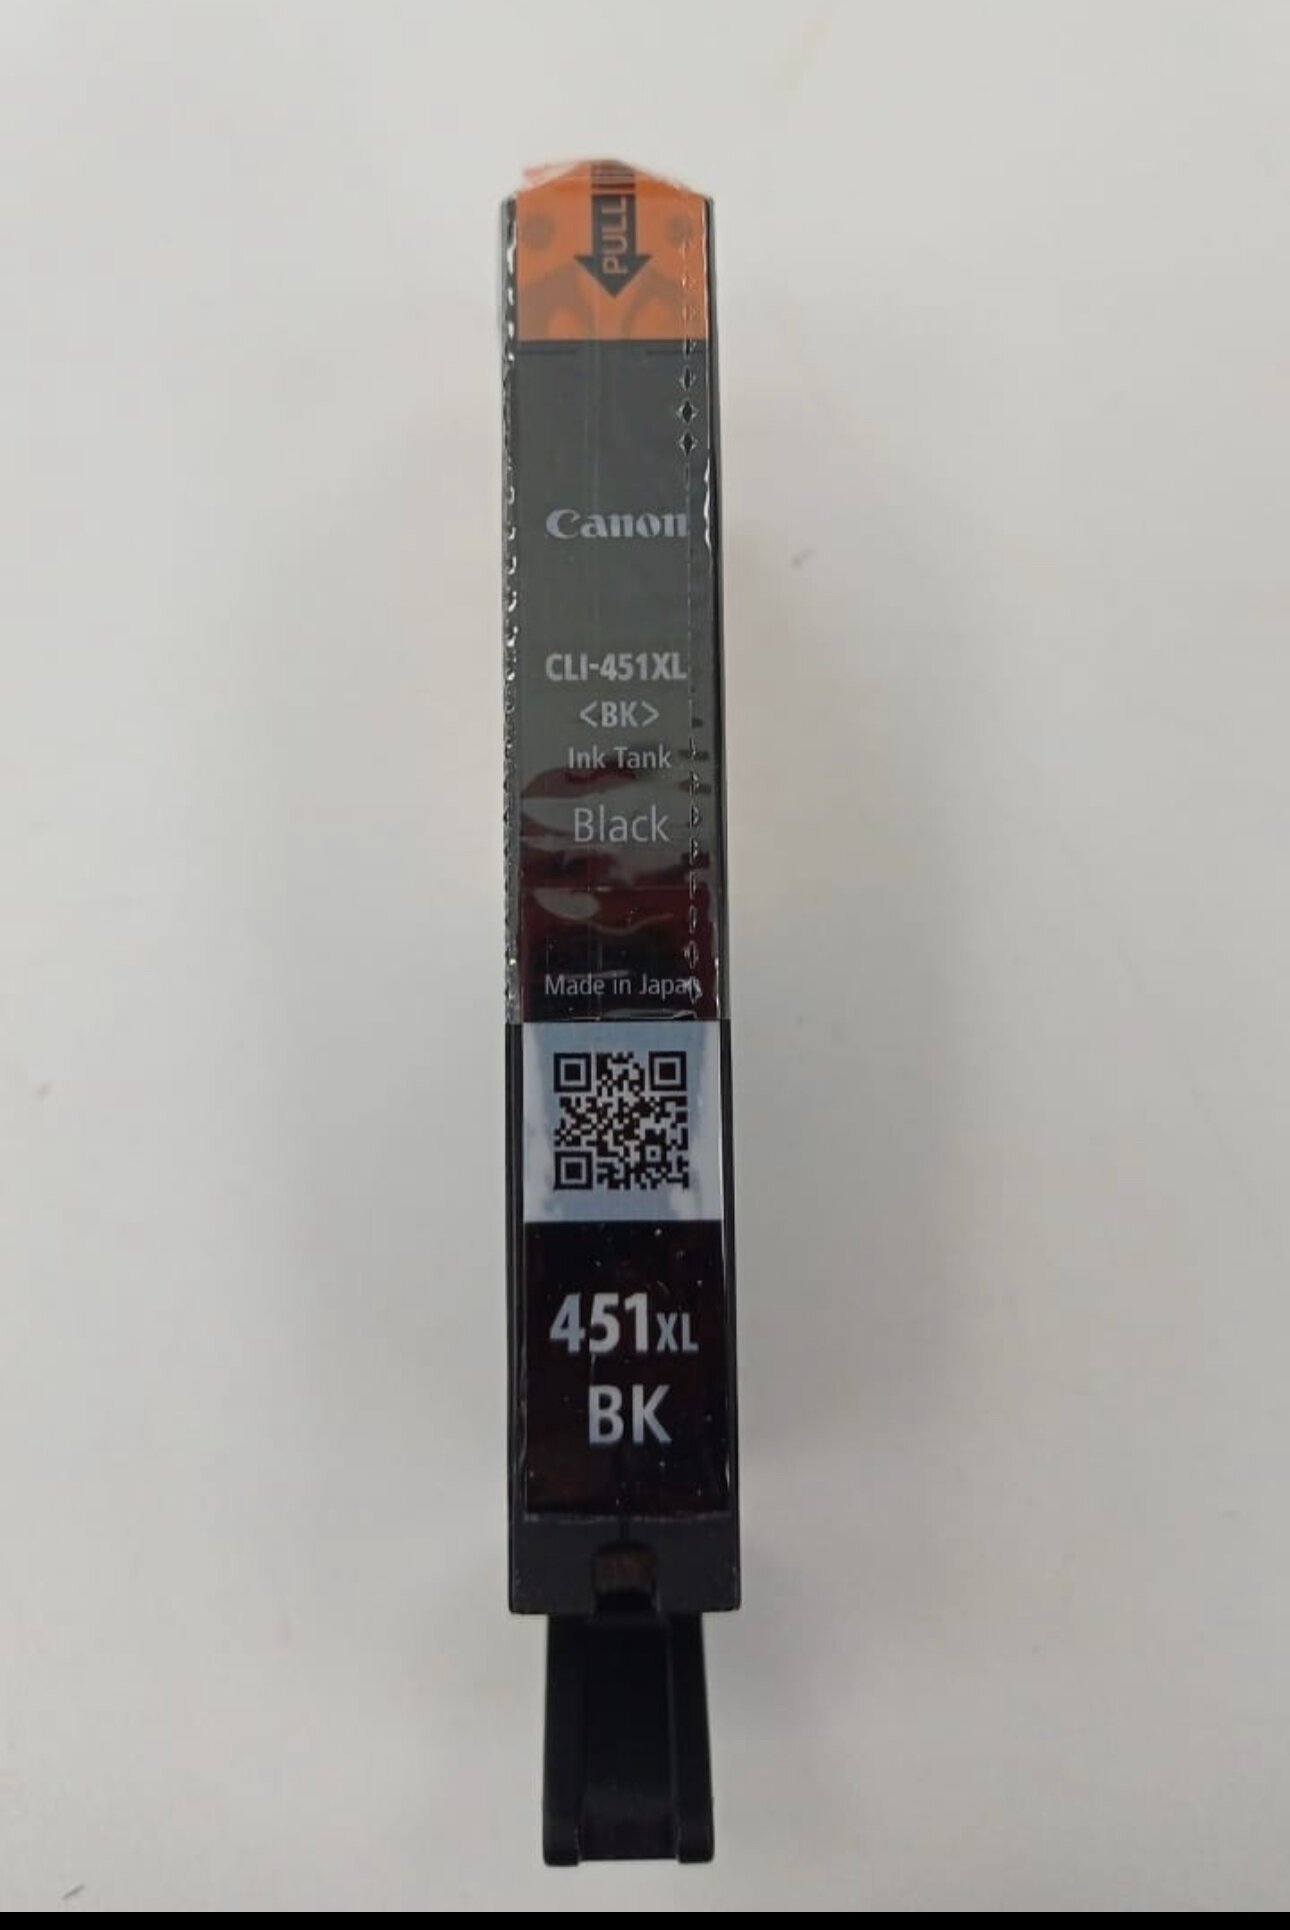 PULL
Canon
CLI-451XL
<BK>
Ink Tank
Black
Made in Japan
451XL
BK